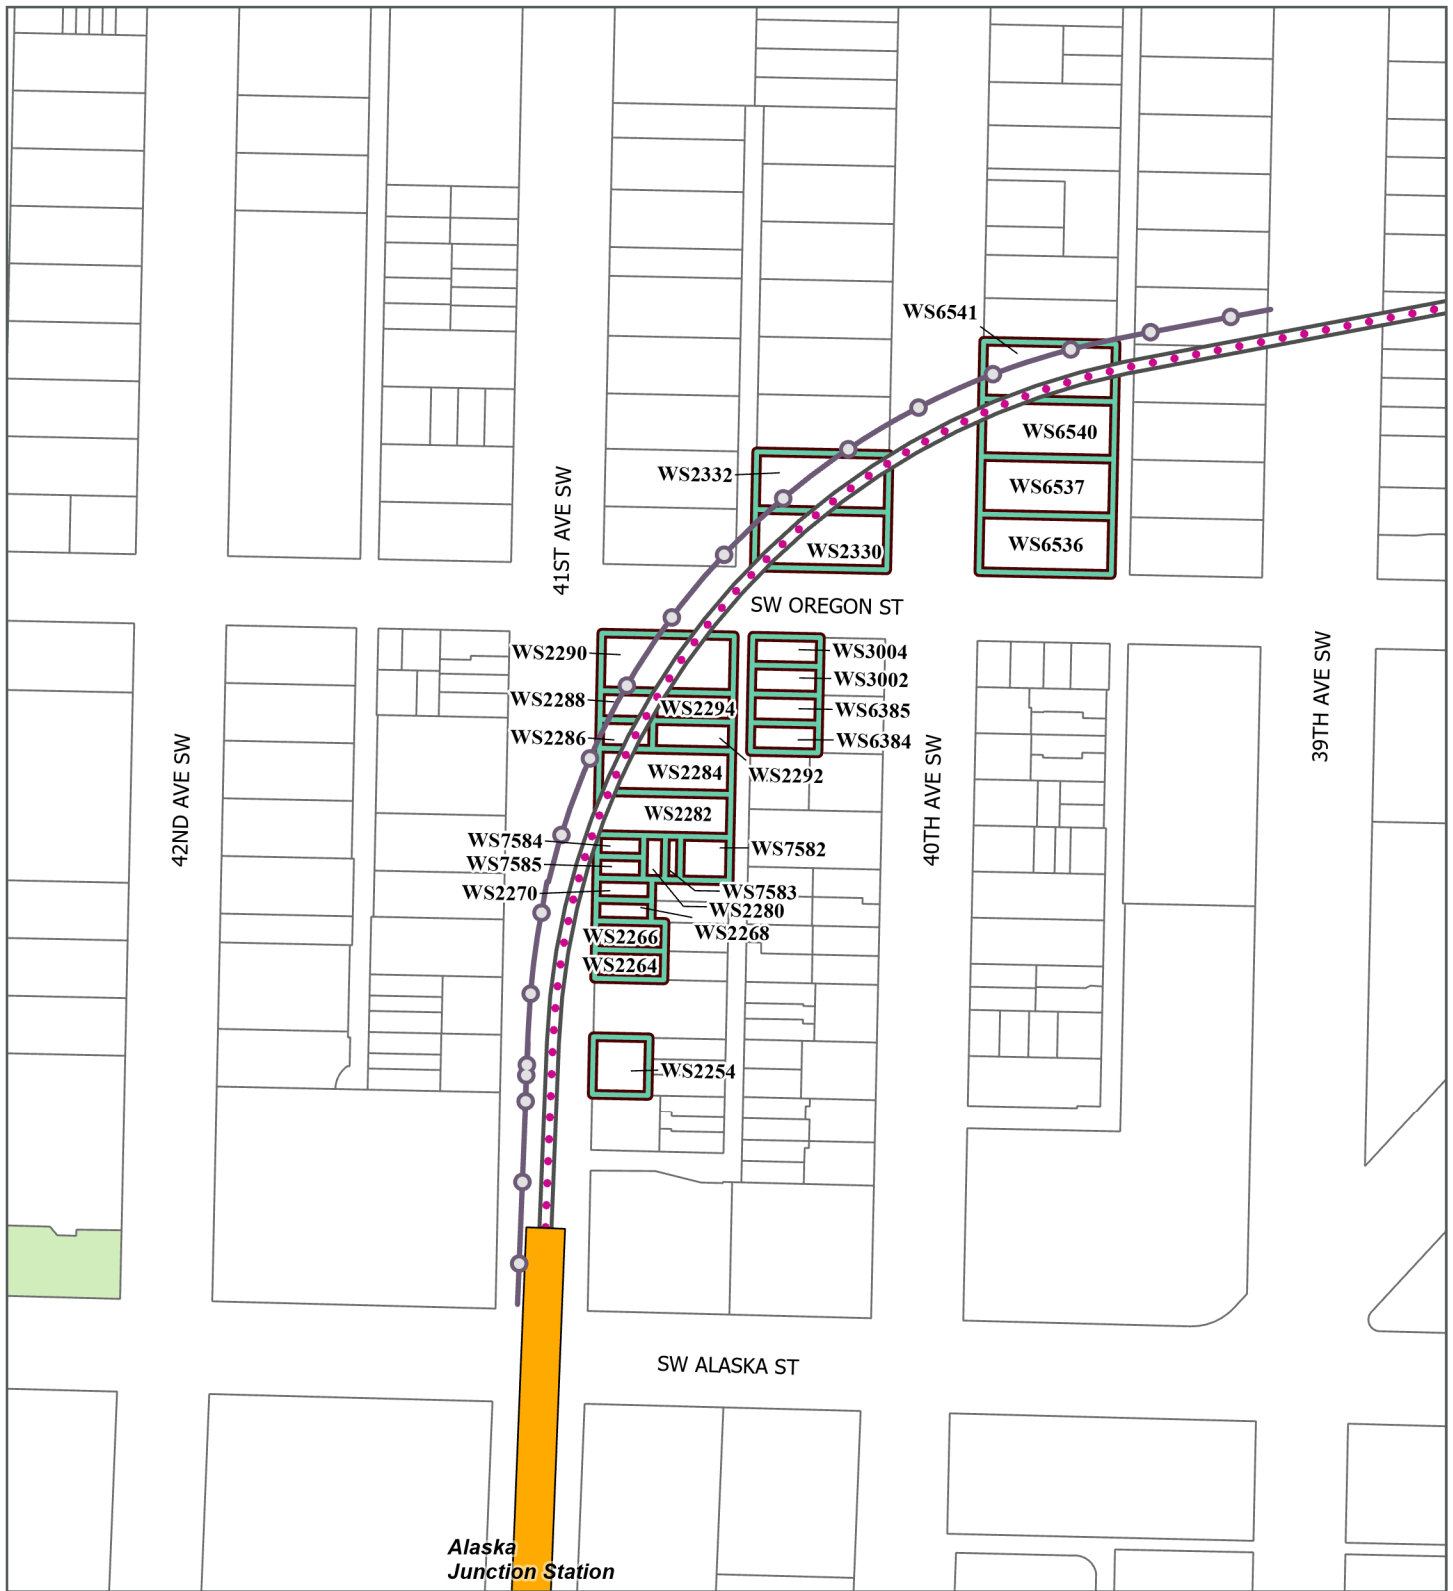 WS6541
WS6540
WS2332
WS6537
41ST AVE SW
WS2330
WS6536
SW OREGON ST
WS2290
WS3004
WS3002
WS2288
WS2294
WS6385
WS2286
WS6384
39TH AVE SW
WS2284
WS2292
42ND AVE SW
40TH AVE SW
WS2282
WS7584
WS7582
WS7585
WS2270
WS7583
WS2280
WS2268
WS2266
WS2264
WS2254
SW ALASKA ST
Alaska
Junction Station